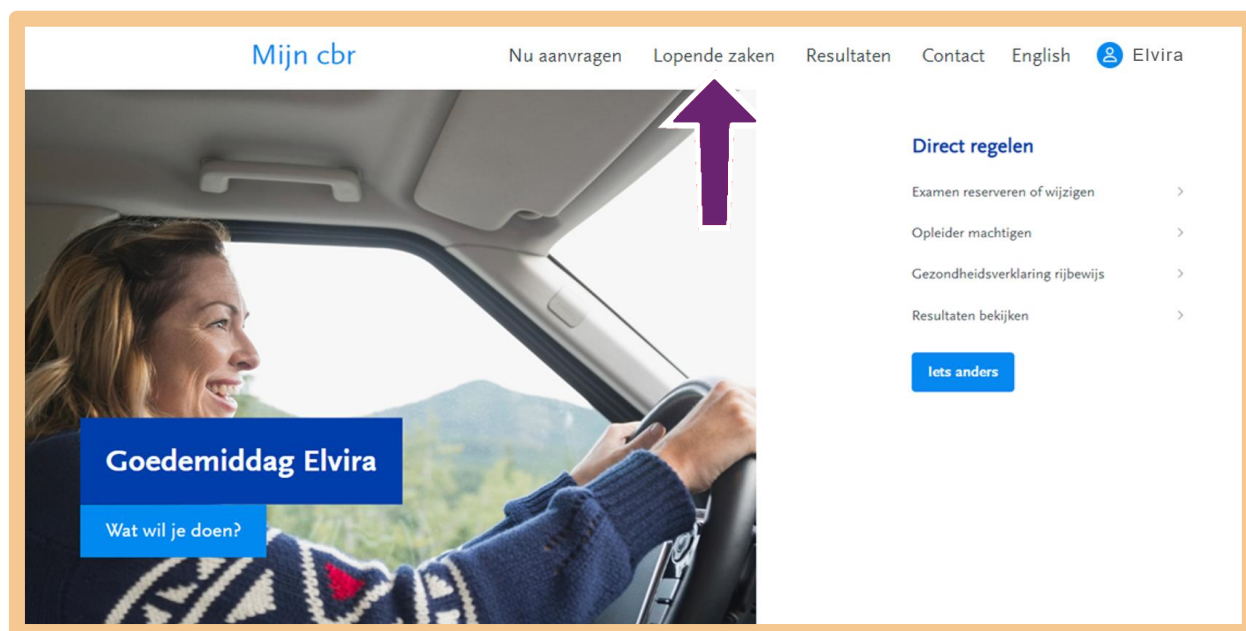 Mijn cbr
Nu aanvragen Lopende zaken Resultaten Contact English Elvira
Direct regelen
Examen reserveren of wijzigen
Opleider machtigen
Gezondheidsverklaring rijbewijs
Resultaten bekijken
Iets anders
Goedemiddag Elvira
Wat wil je doen?